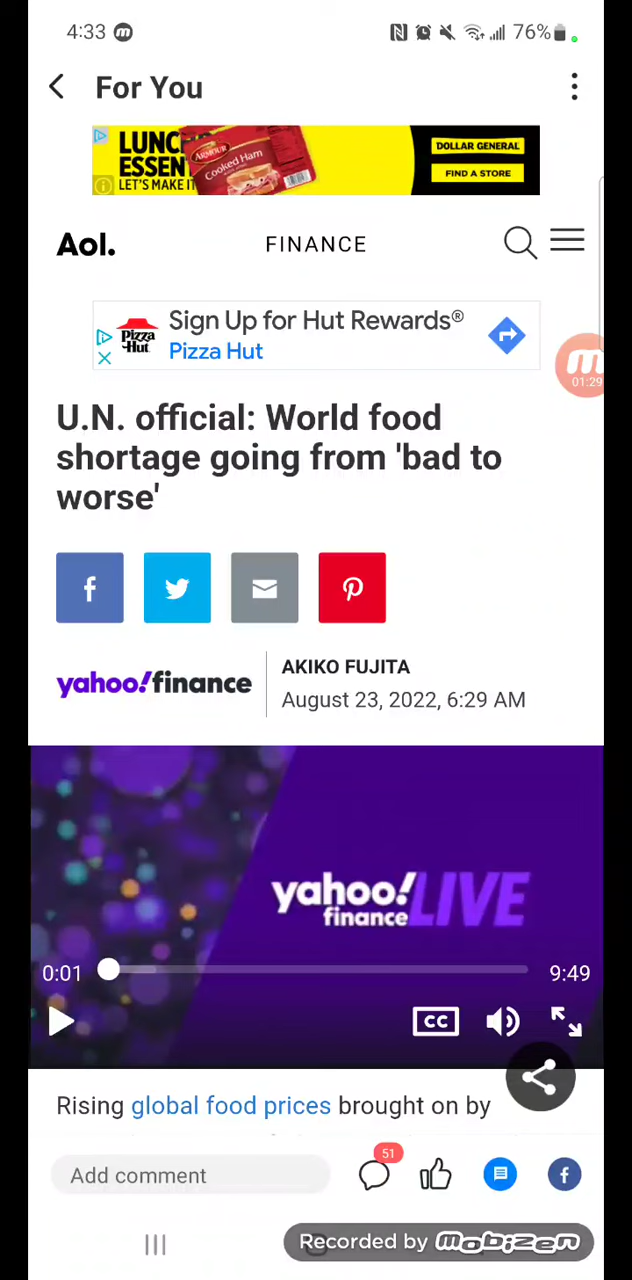 4:33 m 76%
For You
LUNCH
ESSEN
LET'S MAKE IT
ARMOUR
Cooked Ham
DOLLAR GENERAL
FIND A STORE
Aol. FINANCE
Sign Up for Hut Rewards®
Pizza Hut
Pizza Hut
m
01:29
U.N. official: World food
shortage going from 'bad to
worse'
yahoo!finance
AKIKO FUJITA
August 23, 2022, 6:29 AM
yahoo!
finance LIVE
0:01 9:49
CC
Rising global food prices brought on by
51
Add comment
Recorded by mobizen